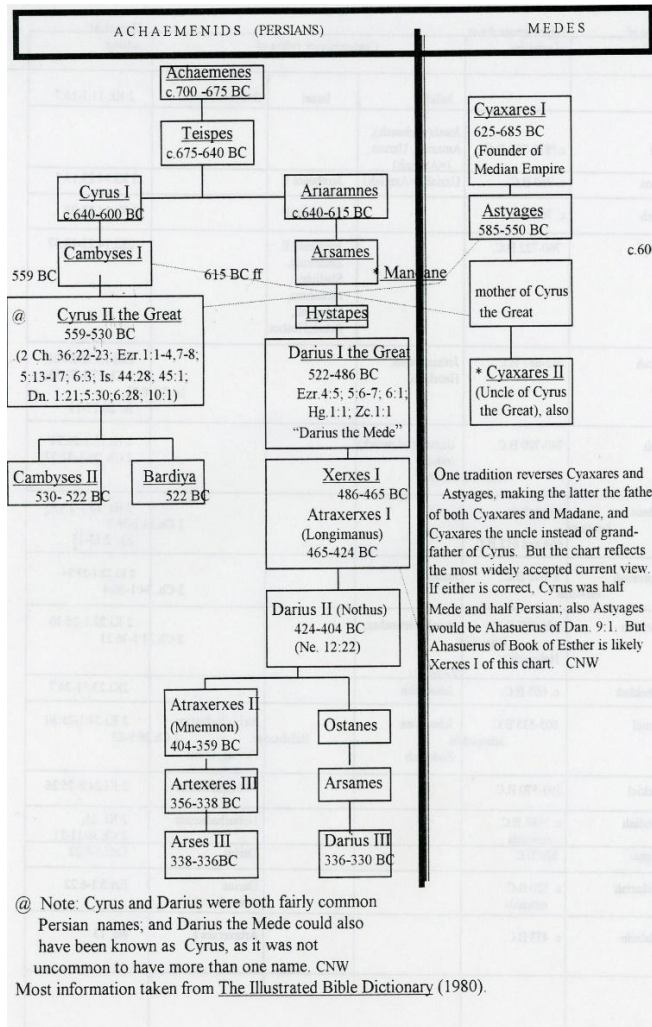 ACHAEMENIDS (PERSIANS)
MEDES
Achaemenes
c.700 -675 BC
Teispes
c.675-640 BC
Cyrus I
c.640-600 BC
Ariaramnes
c.640-615 BC
Cambyses I
559 BC
Arsames
615 BC ff
* Mandane
Cyaxares I
625-685 BC
(Founder of
Median Empire
Astyages
585-550 BC
c.60
mother of Cyrus
the Great
* Cyaxares II
(Uncle of Cyrus
the Great), also
@ Cyrus II the Great
559-530 BC
(2 Ch. 36:22-23; Ezr.1:1-4,7-8;
5:13-17; 6:3; Is. 44:28; 45:1;
Dn. 1:21;5:30;6:28; 10:1)
Hystapes
Darius I the Great
522-486 BC
Ezr.4:5; 5:6-7; 6:1;
Hg.1:1; Zc.1:1
"Darius the Mede"
Cambyses II
530- 522 BC
Bardiya
522 BC
Xerxes I
486-465 BC
Atraxerxes I
(Longimanus)
465-424 BC
One tradition reverses Cyaxares and
Astyages, making the latter the fathe
of both Cyaxares and Madane, and
Cyaxares the uncle instead of grand-
father of Cyrus. But the chart reflects
the most widely accepted current view.
If either is correct, Cyrus was half
Mede and half Persian; also Astyages
would be Ahasuerus of Dan. 9:1. But
Ahasuerus of Book of Esther is likely
Xerxes I of this chart. CNW
Darius II (Nothus)
424-404 BC
(Ne. 12:22)
Atraxerxes II
(Mnemnon)
404-359 BC
Ostanes
Artexeres III
356-338 BC
Arsames
Arses III
338-336BC
Darius III
336-330 BC
@ Note: Cyrus and Darius were both fairly common
Persian names; and Darius the Mede could also
have been known as Cyrus, as it was not
uncommon to have more than one name. CNW
Most information taken from The Illustrated Bible Dictionary (1980).